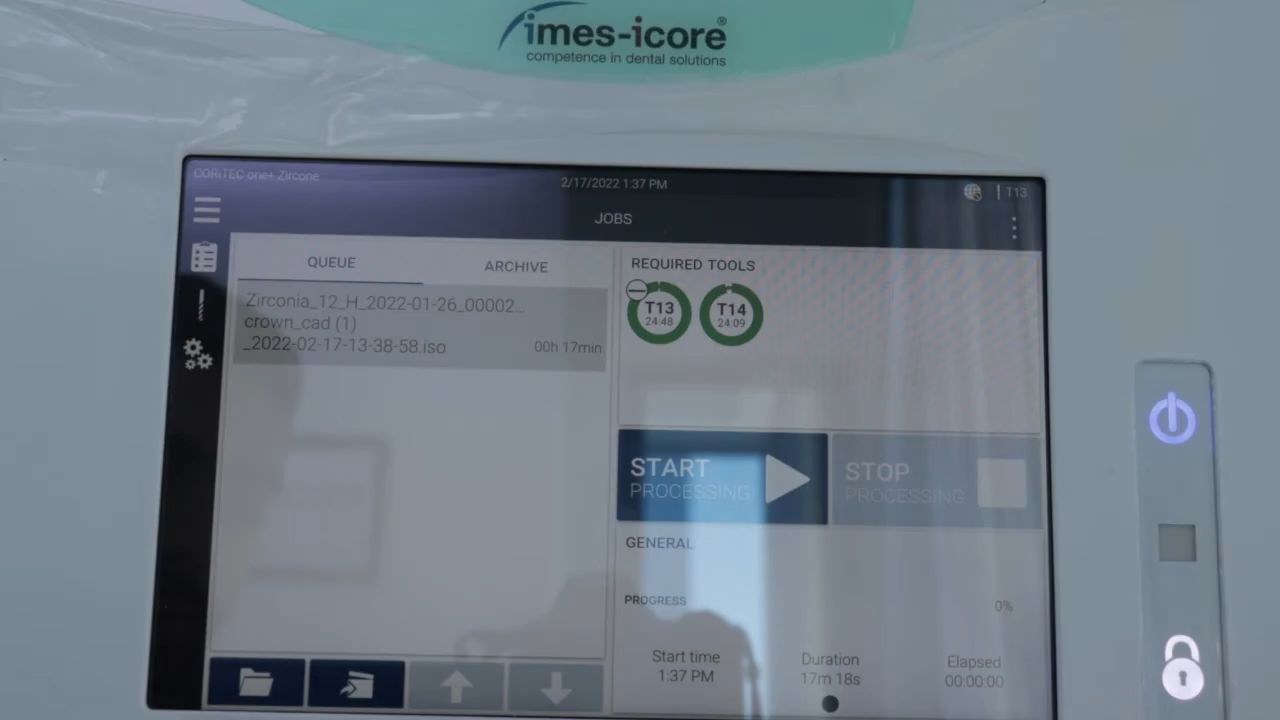 imes-icore®
competence in dental solutions
CORiTEC one+ Zircone
2/17/2022 1:37 PM
T13
JOBS
QUEUE
ARCHIVE
Zirconia_12_H_2022-01-26_00002_...
crown_cad (1)
_2022-02-17-13-38-58.iso
00h 17min
REQUIRED TOOLS
T13
24:48
T14
24:09
START
PROCESSING
STOP
PROCESSING
GENERAL
PROGRESS
0%
Start time
1:37 PM
Duration
17m 18s
Elapsed
00:00:00